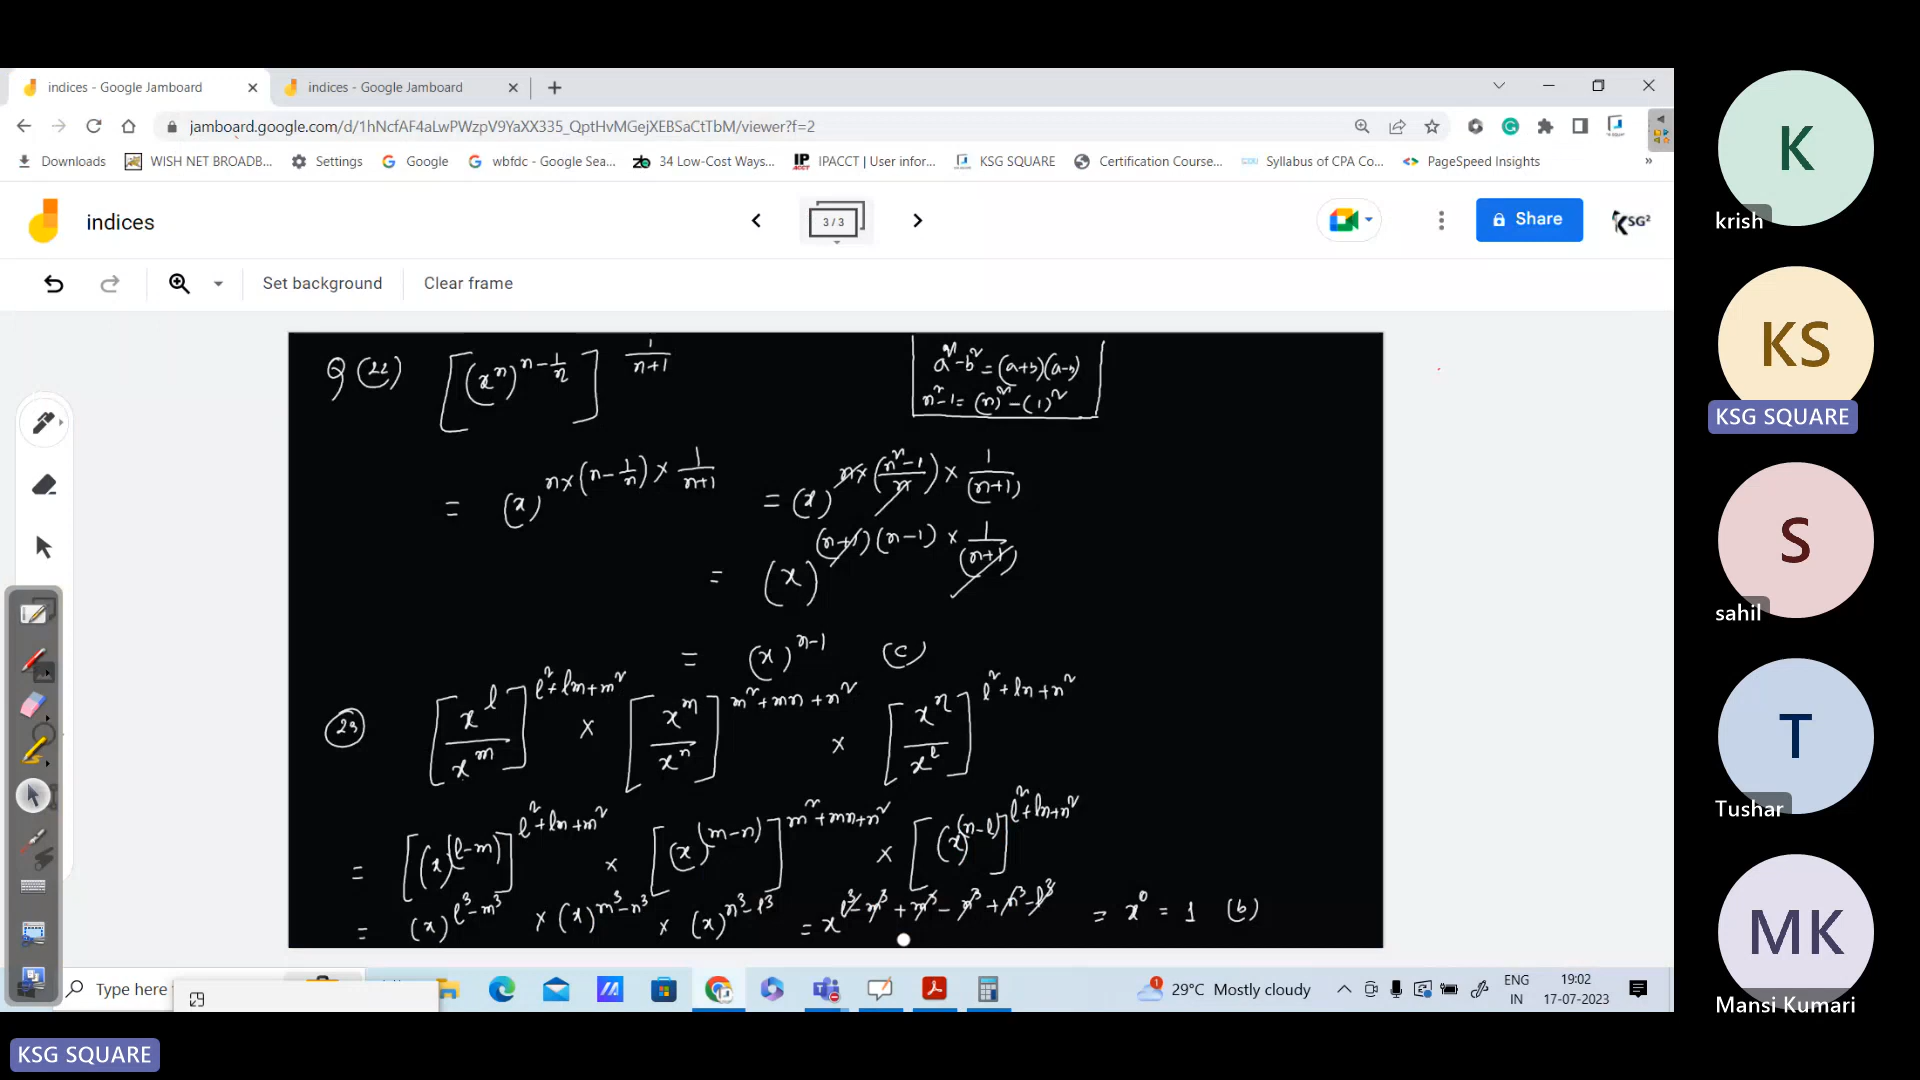 indices - Google Jamboard
indices - Google Jamboard
jamboard.google.com/d/1hNcfAF4aLwPWzpV9YaXX335_QptHvMGejXEBSaCtTbM/viewer?f=2
Downloads WISH NET BROADB... Settings Google wbfdc - Google Sea... 34 Low-Cost Ways... IPACCT | User infor... KSG SQUARE Certification Course... Syllabus of CPA Co... PageSpeed Insights »
indices
3 / 3
Share
KSG²
Set background
Clear frame
Q (22) [(xⁿ)^(n - 1/n)]^(1/(n+1))
a² - b² = (a+b)(a-b)
n² - 1 = (n)² - (1)²
= (x)^(n × (n - 1/n) × 1/(n+1)) = (x)^(n × ((n² - 1)/n) × 1/(n+1))
= (x)^((n+1)(n-1) × 1/(n+1))
= (x)^(n-1) (c)
(23) [x^l / x^m]^(l² + lm + m²) × [x^m / x^n]^(m² + mn + n²) × [x^n / x^l]^(l² + ln + n²)
= [(x)^(l-m)]^(l² + lm + m²) × [(x)^(m-n)]^(m² + mn + n²) × [(x)^(n-l)]^(l² + ln + n²)
= (x)^(l³ - m³) × (x)^(m³ - n³) × (x)^(n³ - l³) = x^(l³ - m³ + m³ - n³ + n³ - l³) = x⁰ = 1 (b)
Type here
1
29°C Mostly cloudy
ENG
IN
19:02
17-07-2023
K
krish
KS
KSG SQUARE
S
sahil
T
Tushar
MK
Mansi Kumari
KSG SQUARE